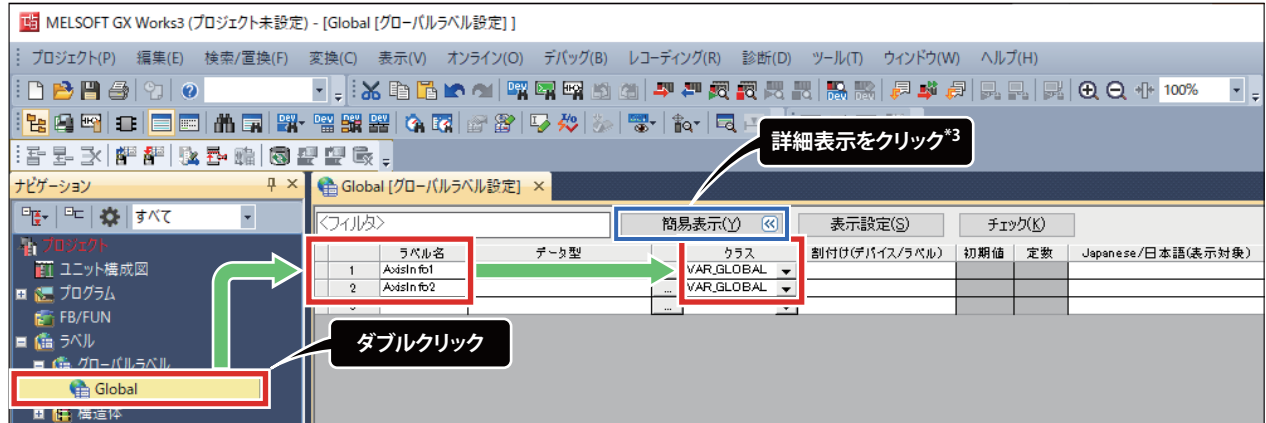 MELSOFT GX Works3 (プロジェクト未設定) - [Global [グローバルラベル設定] ]
プロジェクト(P) 編集(E) 検索/置換(F) 変換(C) 表示(V) オンライン(O) デバッグ(B) レコーディング(R) 診断(D) ツール(T) ウィンドウ(W) ヘルプ(H)
100%
詳細表示をクリック*3
ナビゲーション
Global [グローバルラベル設定]
すべて
<フィルタ> 簡易表示(Y) 表示設定(S) チェック(K)
プロジェクト
ラベル名 データ型 クラス 割付け(デバイス/ラベル) 初期値 定数 Japanese/日本語(表示対象)
ユニット構成図
1 AxisInfo1 VAR_GLOBAL
プログラム
2 AxisInfo2 ... VAR_GLOBAL
FB/FUN
ラベル
ダブルクリック
グローバルラベル
Global
構造体